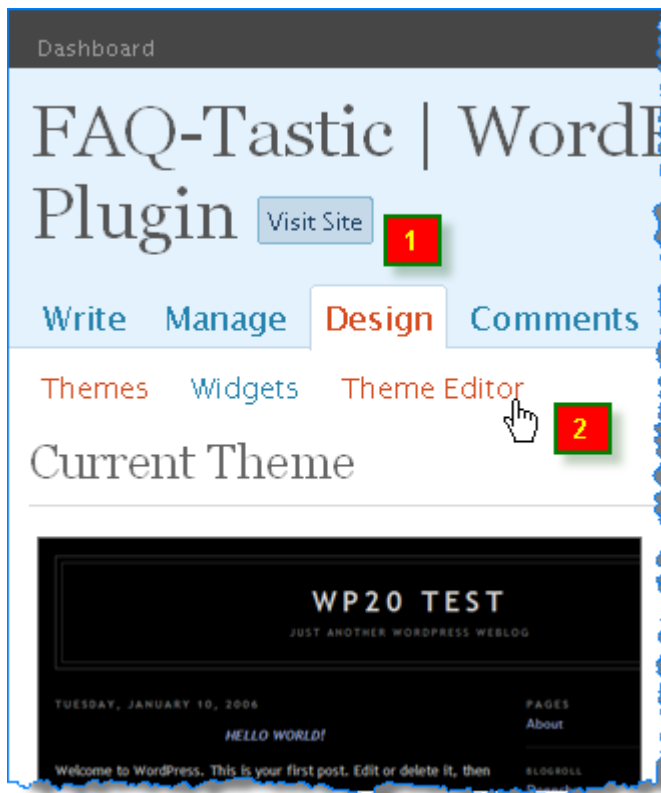 Dashboard
FAQ-Tastic | Word
Plugin Visit Site
1
Write Manage Design Comments
Themes Widgets Theme Editor
2
Current Theme
WP20 TEST
JUST ANOTHER WORDPRESS WEBLOG
TUESDAY, JANUARY 10, 2006 PAGES
HELLO WORLD! About
Welcome to WordPress. This is your first post. Edit or delete it, then BLOGROLL